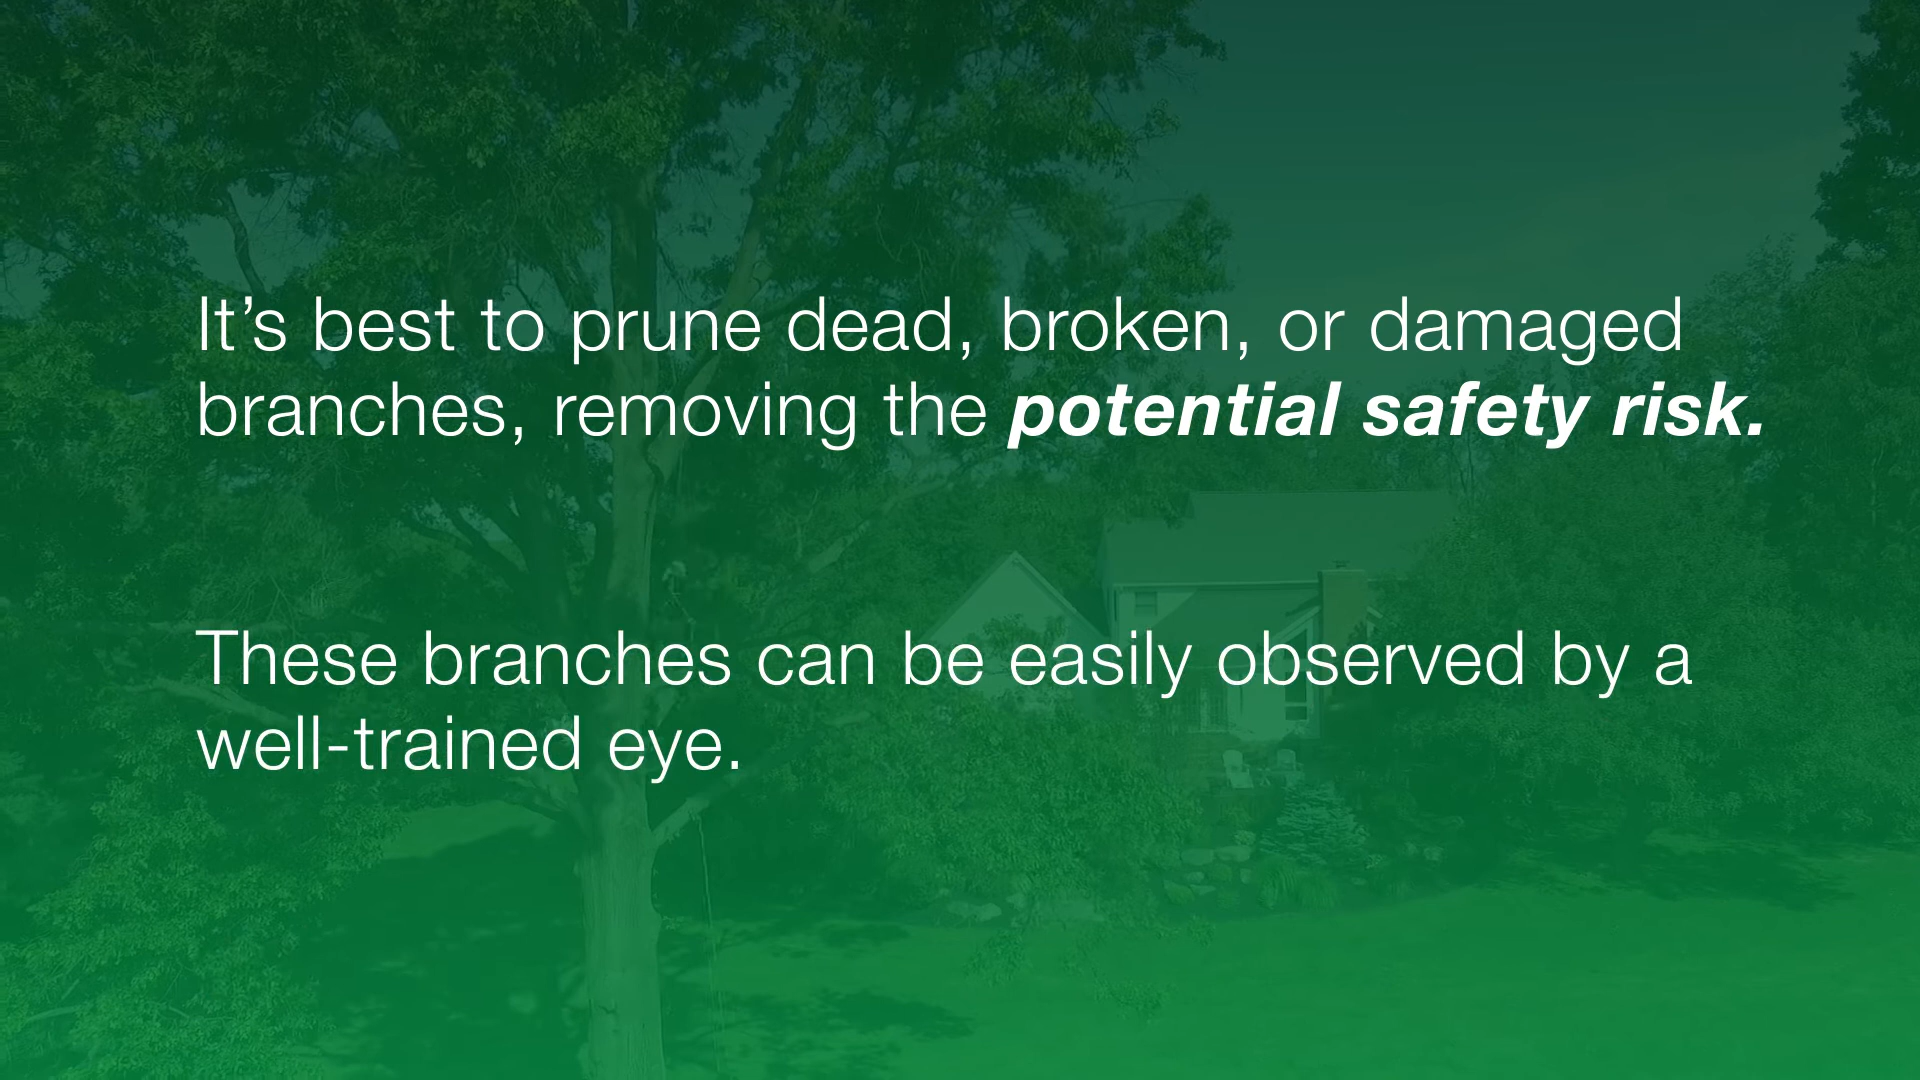 It’s best to prune dead, broken, or damaged
branches, removing the potential safety risk.
These branches can be easily observed by a
well-trained eye.